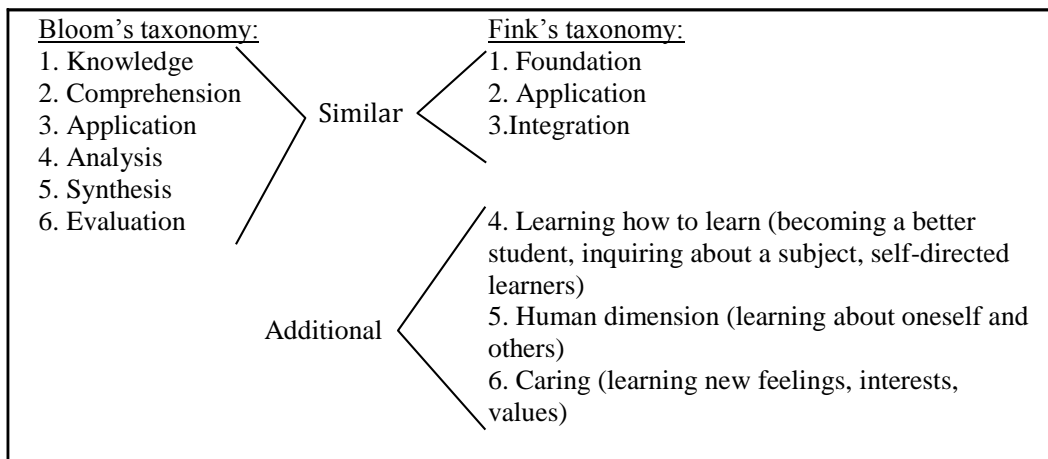 Bloom’s taxonomy:
1. Knowledge
2. Comprehension
3. Application
4. Analysis
5. Synthesis
6. Evaluation
Similar
Fink’s taxonomy:
1. Foundation
2. Application
3.Integration
Additional
4. Learning how to learn (becoming a better
student, inquiring about a subject, self-directed
learners)
5. Human dimension (learning about oneself and
others)
6. Caring (learning new feelings, interests,
values)